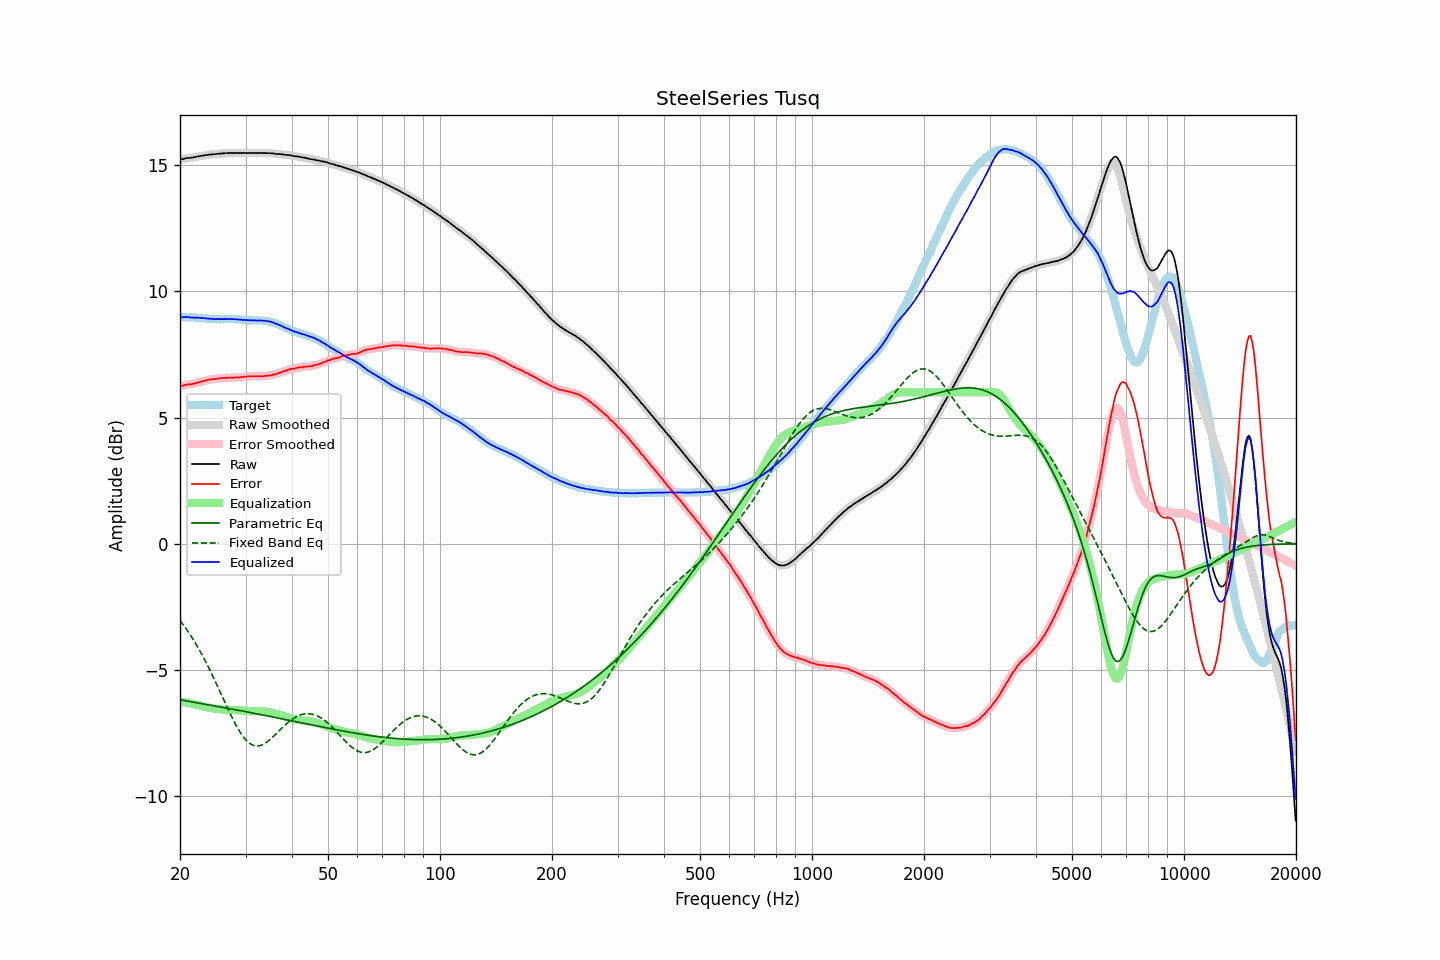 SteelSeries Tusq
Amplitude (dBr)
15
10
5
0
−5
−10
Target
Raw Smoothed
Error Smoothed
Raw
Error
Equalization
Parametric Eq
Fixed Band Eq
Equalized
20
50
100
200
500
1000
2000
5000
10000
20000
Frequency (Hz)